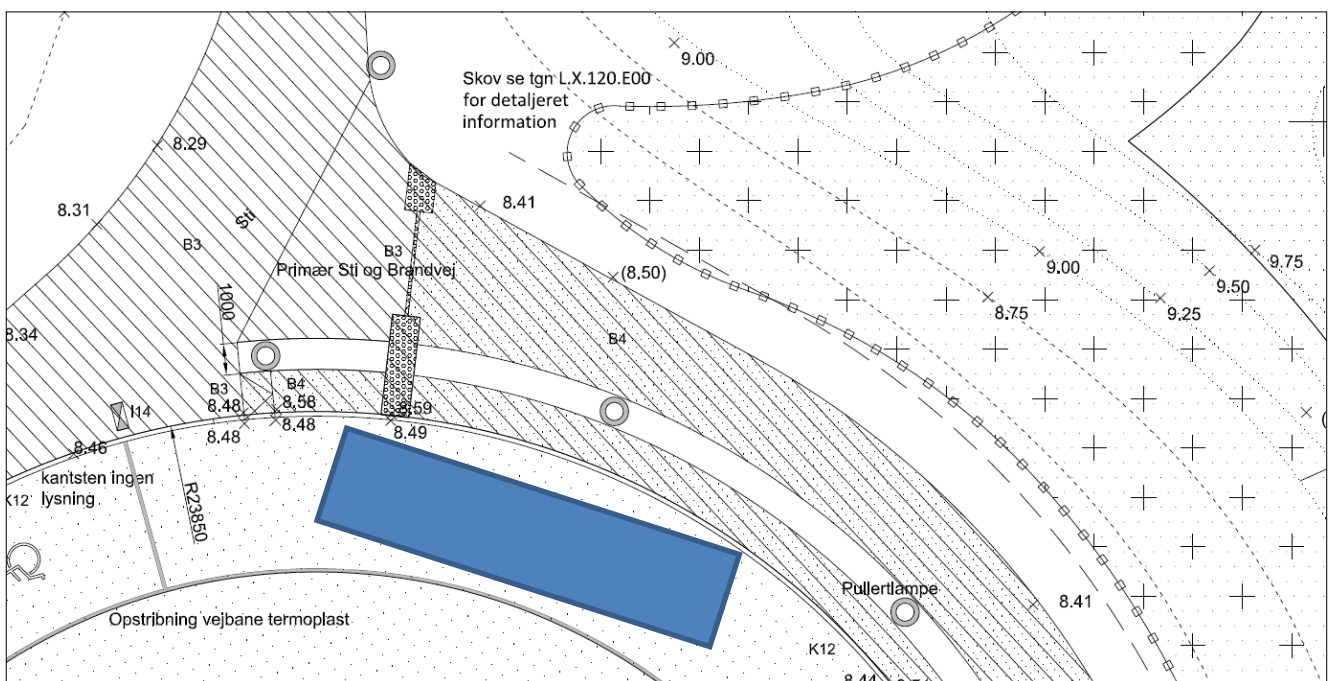 9.00
Skov se tgn L.X.120.E00
for detaljeret
information
8.29
8.41
8.31
Sti
B3
B3
Primær Sti og Brandvej
(8.50)
9.00
9.75
9.50
9.25
8.75
1000
8.34
B4
B3
B4
8.48
8.58
8.59
I14
8.48
8.48
8.49
8.46
kantsten ingen
lysning
K12
R23850
Pullertlampe
8.41
Opstribning vejbane termoplast
K12
8.44